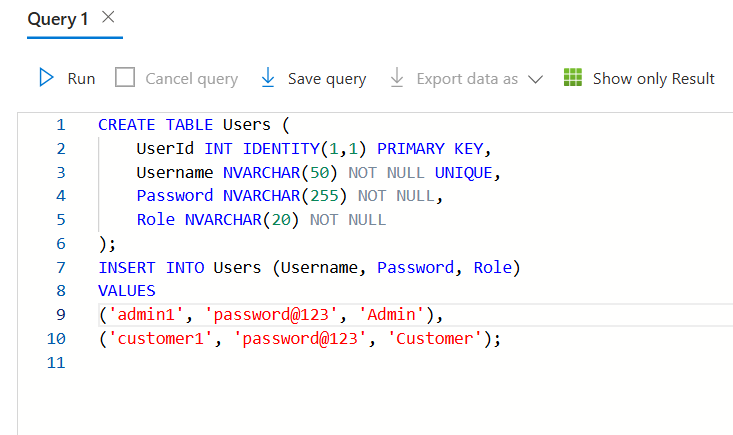 Query 1
Run Cancel query Save query Export data as Show only Result
1 CREATE TABLE Users (
2 UserId INT IDENTITY(1,1) PRIMARY KEY,
3 Username NVARCHAR(50) NOT NULL UNIQUE,
4 Password NVARCHAR(255) NOT NULL,
5 Role NVARCHAR(20) NOT NULL
6 );
7 INSERT INTO Users (Username, Password, Role)
8 VALUES
9 ('admin1', 'password@123', 'Admin'),
10 ('customer1', 'password@123', 'Customer');
11